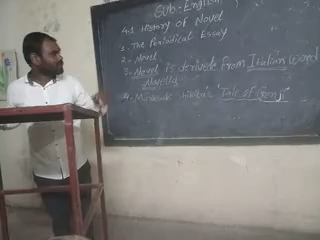 Sub-English
4.1 History of Novel
1. The Periodical Essay
2. Novel
3. Novel is derivede from Italian word
Novella
4. Murasaki Shikibu's 'Tale of Genji'